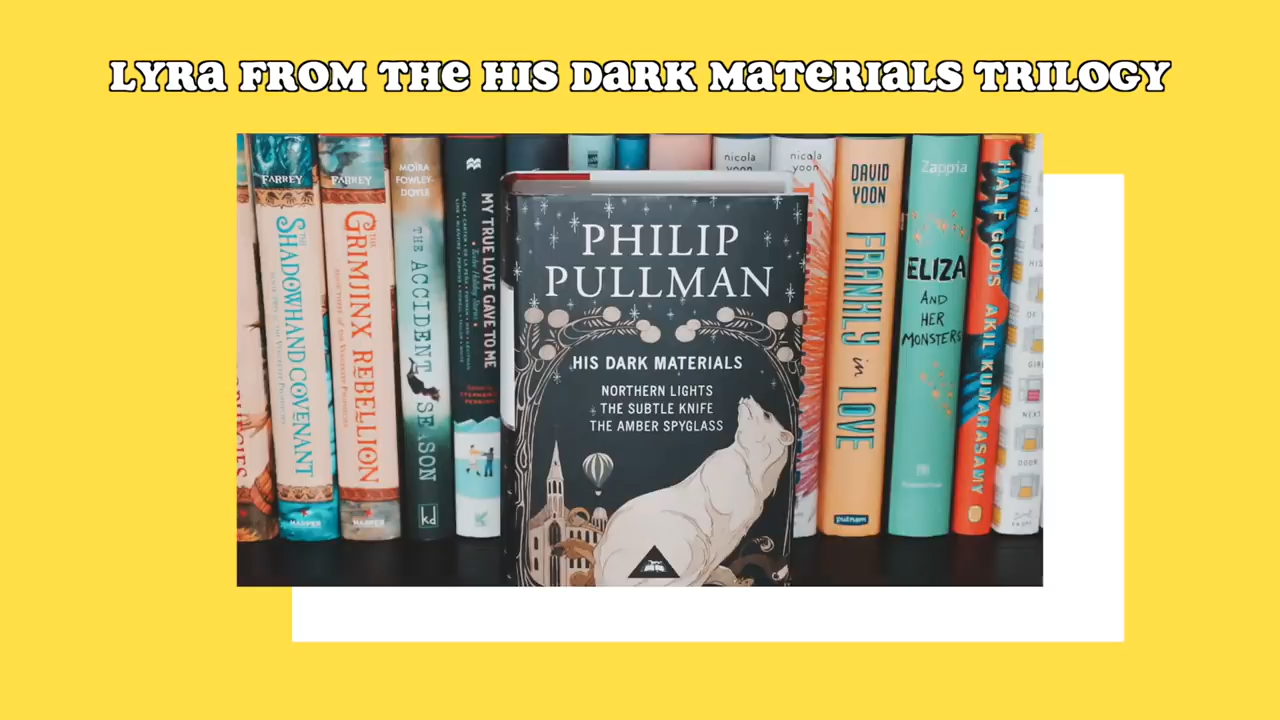 LYRa FROM THe HIS DaRK MaTeRIaLS TRILOGY
FARREY
THE SHADOWHAND COVENANT
FARREY
THE GRIMJINX REBELLION
MOÏRA
FOWLEY-
DOYLE
THE ACCIDENT SEASON
kd
MY TRUE LOVE GAVE TO ME
PHILIP
PULLMAN
HIS DARK MATERIALS
NORTHERN LIGHTS
THE SUBTLE KNIFE
THE AMBER SPYGLASS
nicola
yoon
nicola
yoon
DAVID
YOON
FRANKLY in LOVE
putnam
Zappia
ELIZA
AND
HER
MONSTERS
HALF GODS AKIL KUMARASAMY